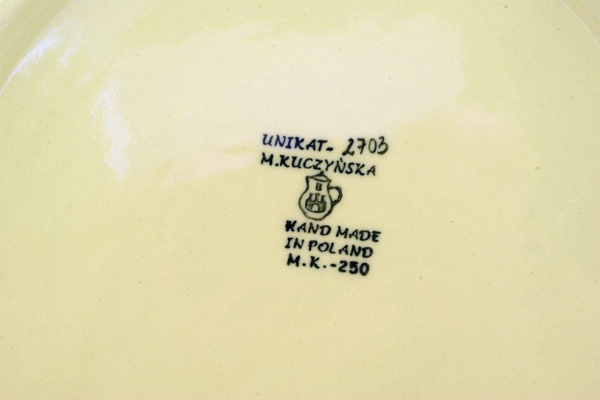 UNIKAT- 2703
M.KUCZYŃSKA
B
HAND MADE
IN POLAND
M.K.-250